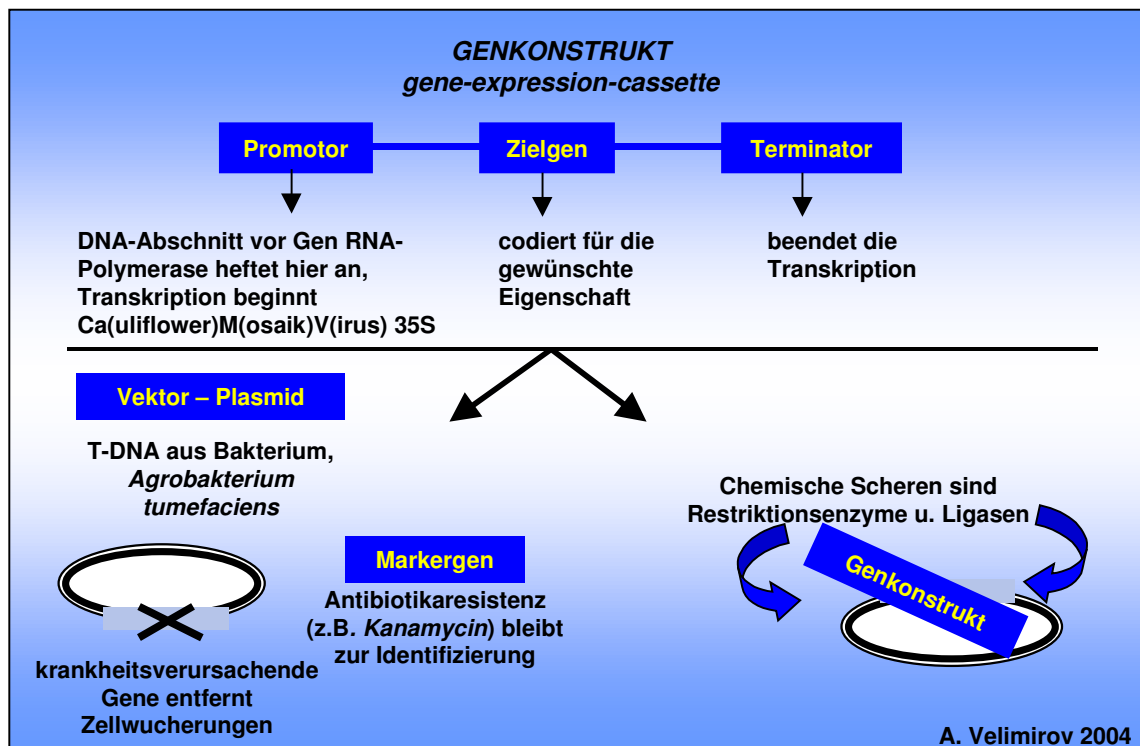 GENKONSTRUKT
gene-expression-cassette
Promotor
Zielgen
Terminator
DNA-Abschnitt vor Gen RNA-
Polymerase heftet hier an,
Transkription beginnt
Ca(uliflower)M(osaik)V(irus) 35S
codiert für die
gewünschte
Eigenschaft
beendet die
Transkription
Vektor – Plasmid
T-DNA aus Bakterium,
Agrobakterium
tumefaciens
krankheitsverursachende
Gene entfernt
Zellwucherungen
Markergen
Antibiotikaresistenz
(z.B. Kanamycin) bleibt
zur Identifizierung
Chemische Scheren sind
Restriktionsenzyme u. Ligasen
Genkonstrukt
A. Velimirov 2004